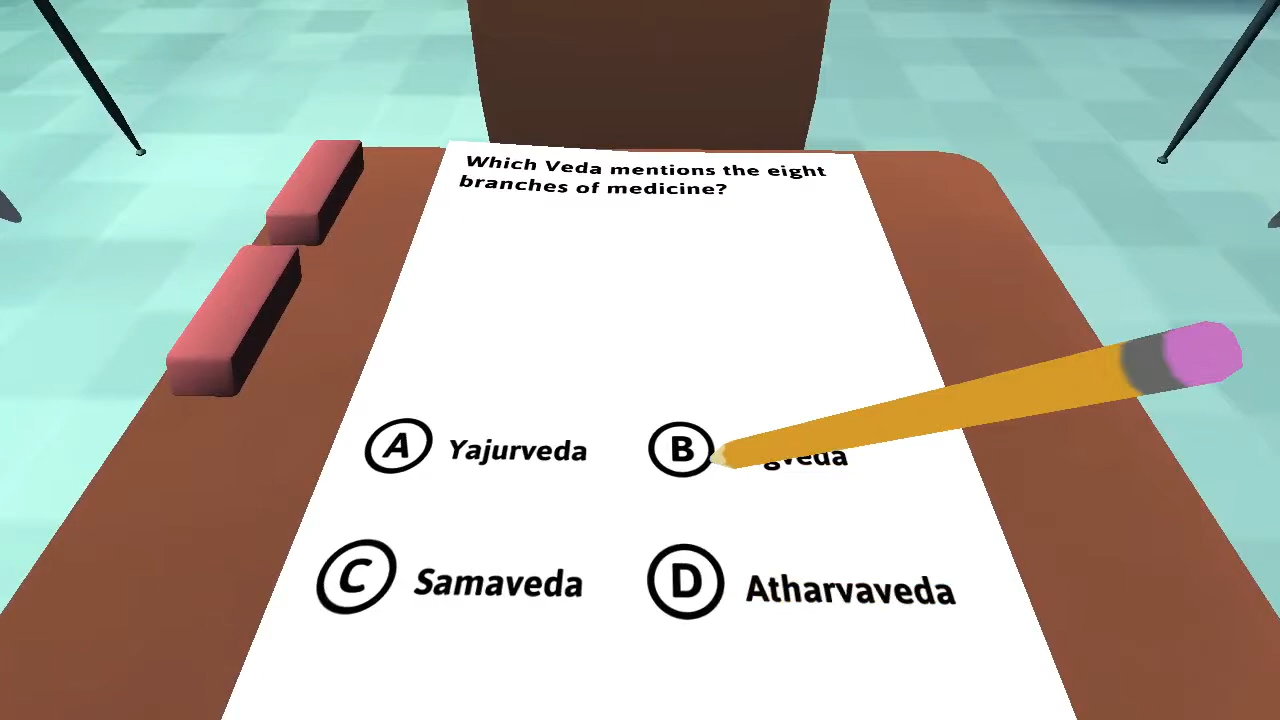 Which Veda mentions the eight
branches of medicine?
A Yajurveda
B
C Samaveda
D Atharvaveda